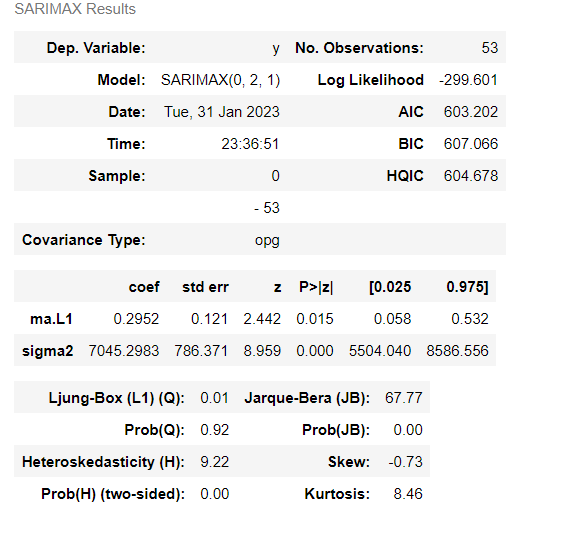 SARIMAX Results
Dep. Variable: y No. Observations: 53
Model: SARIMAX(0, 2, 1) Log Likelihood -299.601
Date: Tue, 31 Jan 2023 AIC 603.202
Time: 23:36:51 BIC 607.066
Sample: 0 HQIC 604.678
- 53
Covariance Type: opg
coef std err z P>|z| [0.025 0.975]
ma.L1 0.2952 0.121 2.442 0.015 0.058 0.532
sigma2 7045.2983 786.371 8.959 0.000 5504.040 8586.556
Ljung-Box (L1) (Q): 0.01 Jarque-Bera (JB): 67.77
Prob(Q): 0.92 Prob(JB): 0.00
Heteroskedasticity (H): 9.22 Skew: -0.73
Prob(H) (two-sided): 0.00 Kurtosis: 8.46